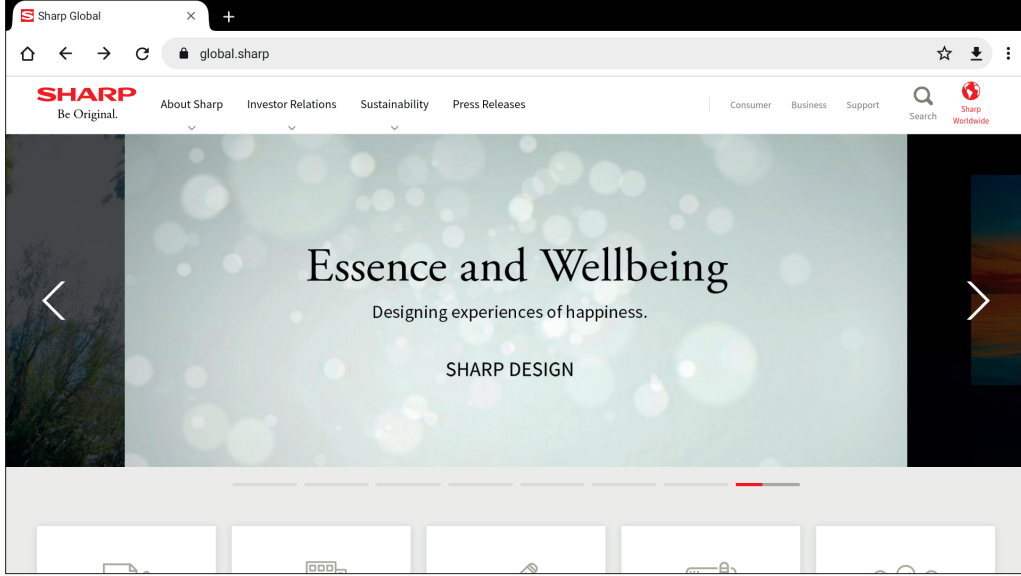 Sharp Global
global.sharp
SHARP
Be Original.
About Sharp Investor Relations Sustainability Press Releases
Consumer Business Support
Search
Sharp
Worldwide
Essence and Wellbeing
Designing experiences of happiness.
SHARP DESIGN